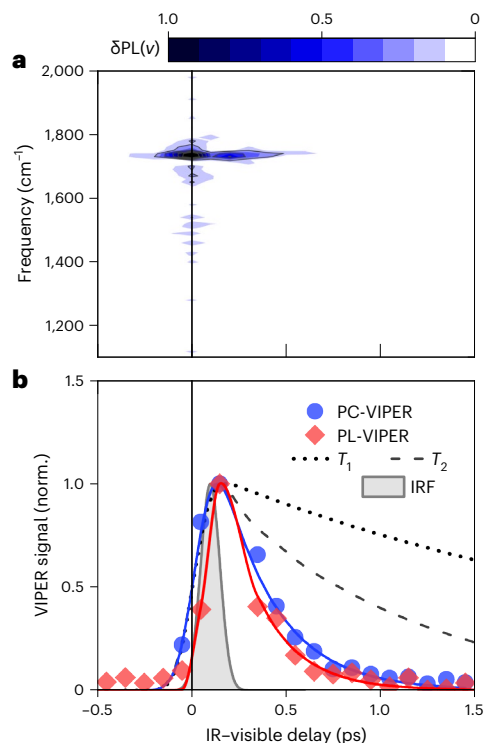 1.0 0.5 0
δPL(v)
a
2,000
1,800
1,600
1,400
1,200
Frequency (cm⁻¹)
b
1.5
1.0
0.5
0
VIPER signal (norm.)
PC-VIPER
PL-VIPER
T₁ T₂
IRF
−0.5 0 0.5 1.0 1.5
IR–visible delay (ps)